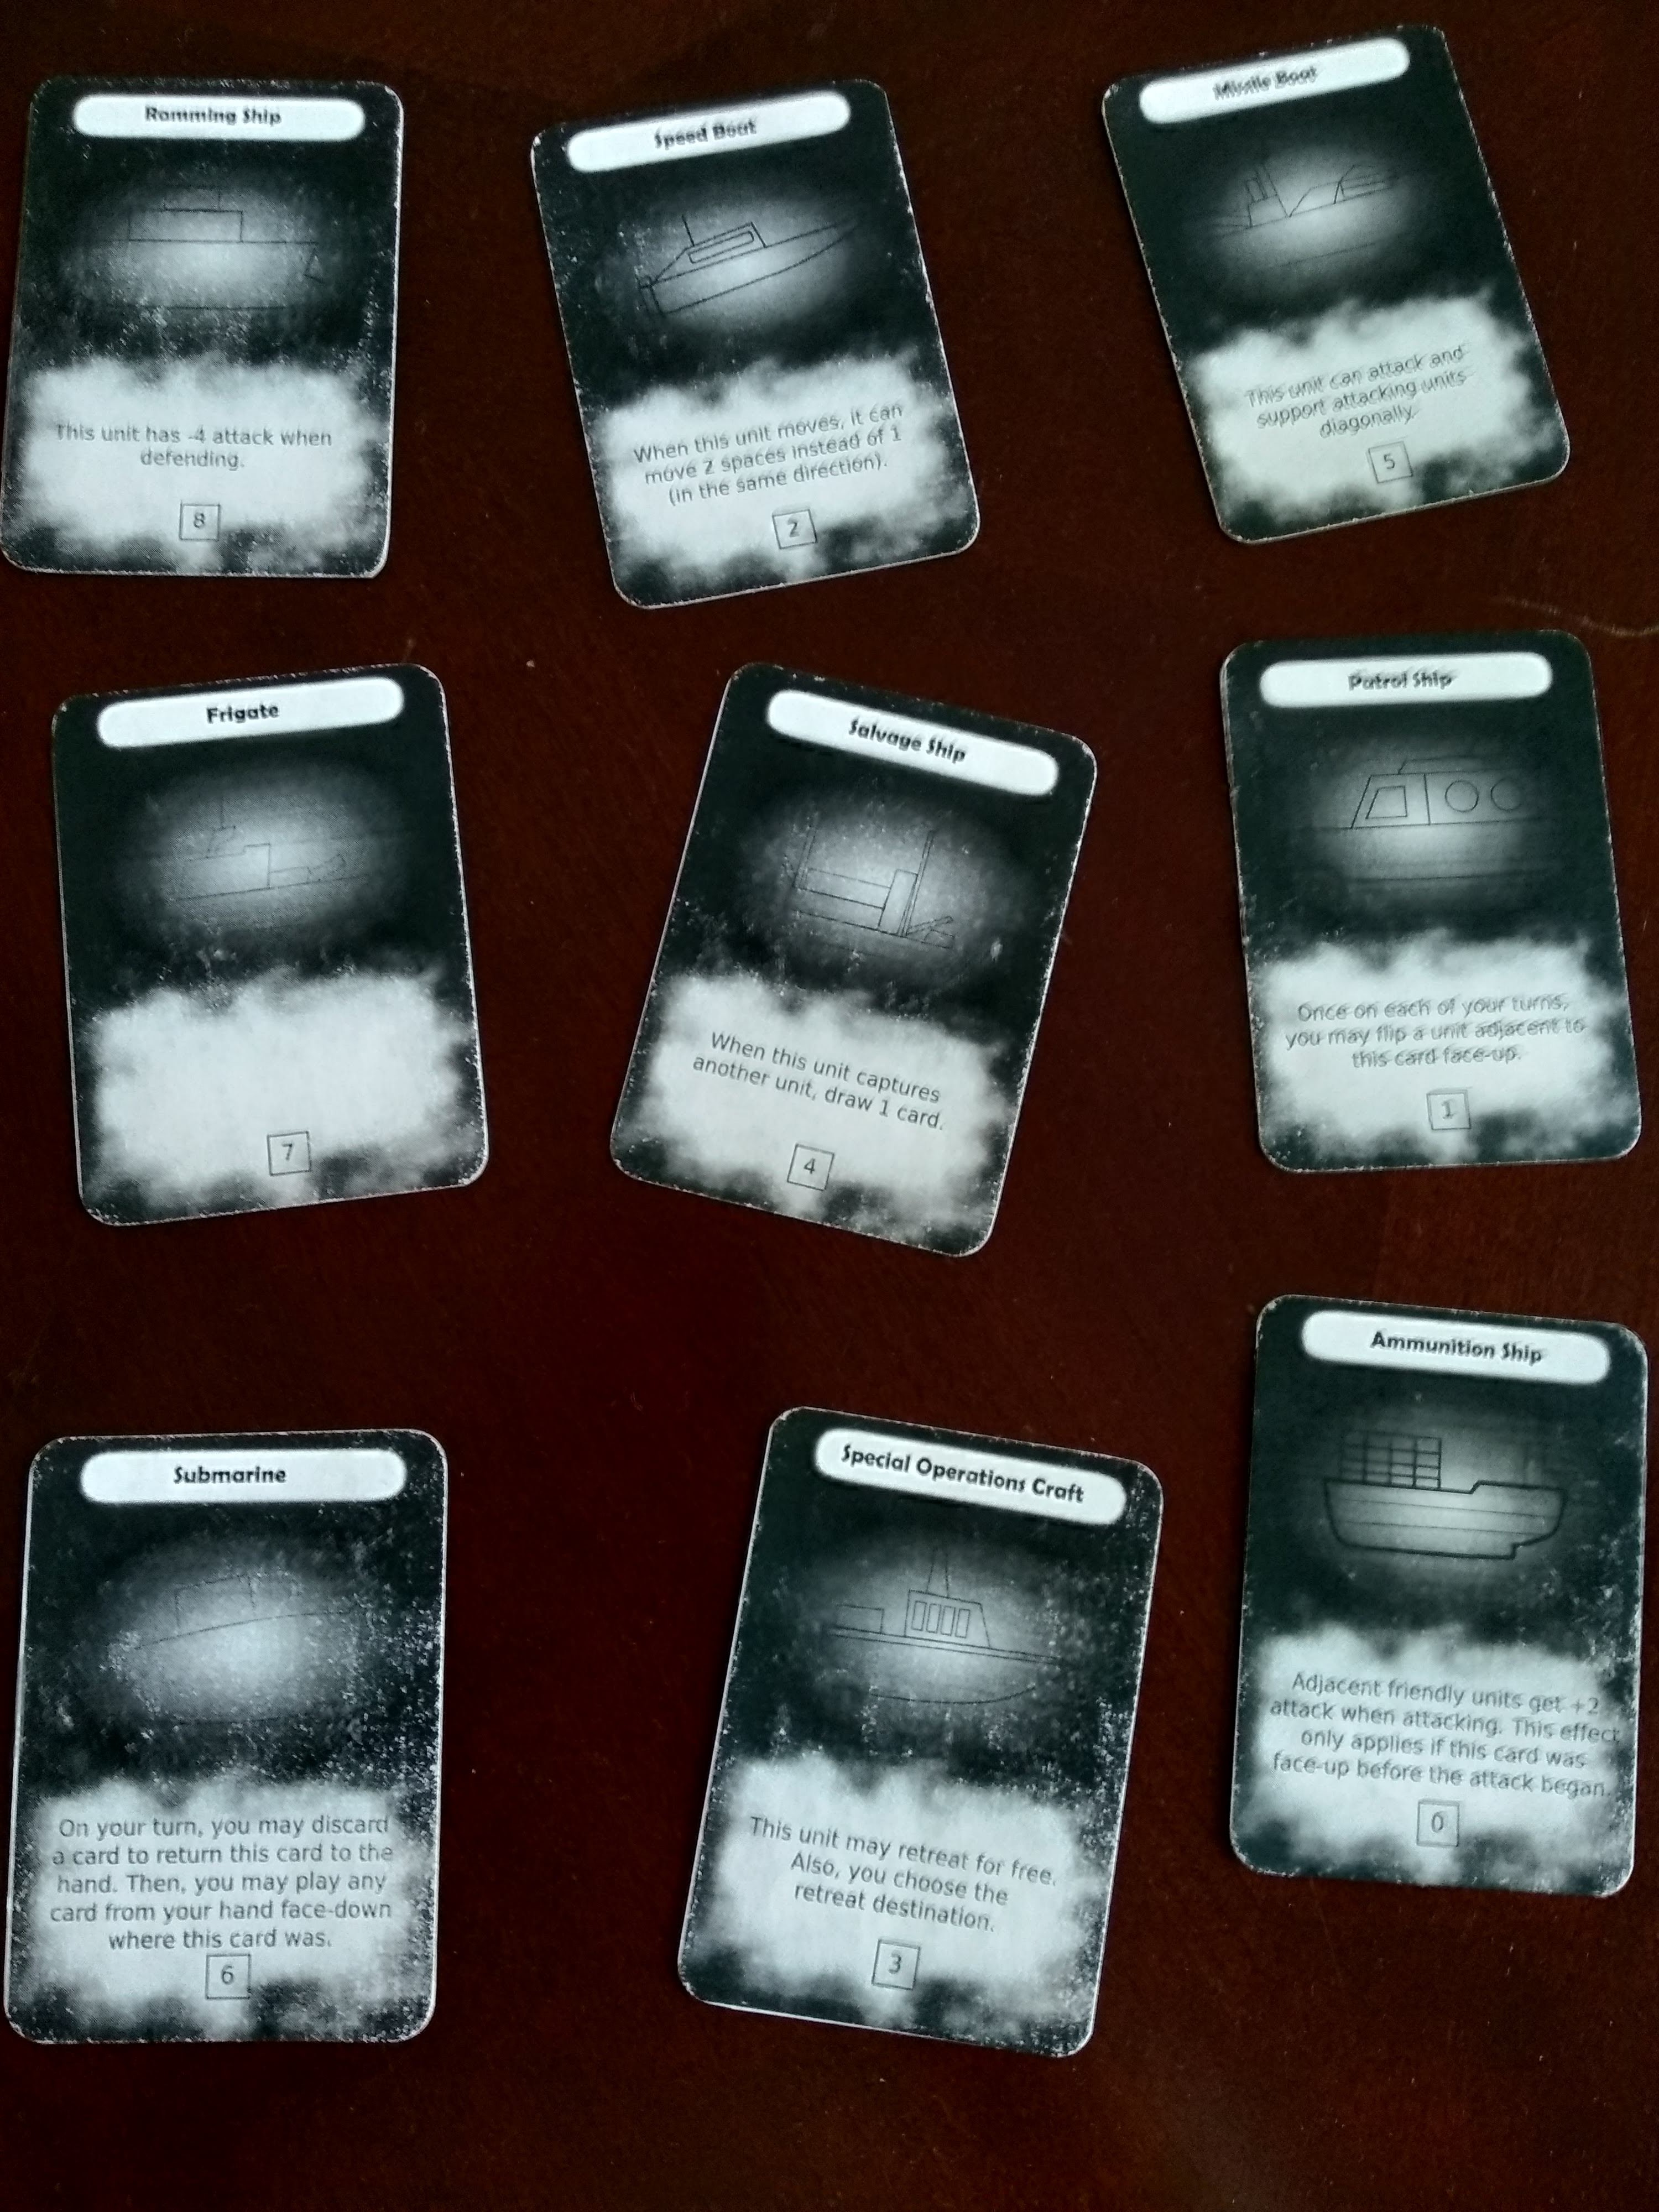 Ramming Ship
This unit has -4 attack when
defending.
8
Speed Boat
When this unit moves, it can
move 2 spaces instead of 1
(in the same direction).
2
Missile Boat
This unit can attack and
support attacking units
diagonally.
5
Frigate
7
Salvage Ship
When this unit captures
another unit, draw 1 card.
4
Patrol Ship
Once on each of your turns,
you may flip a unit adjacent to
this card face-up.
1
Submarine
On your turn, you may discard
a card to return this card to the
hand. Then, you may play any
card from your hand face-down
where this card was.
6
Special Operations Craft
This unit may retreat for free.
Also, you choose the
retreat destination.
3
Ammunition Ship
Adjacent friendly units get +2
attack when attacking. This effect
only applies if this card was
face-up before the attack began.
0